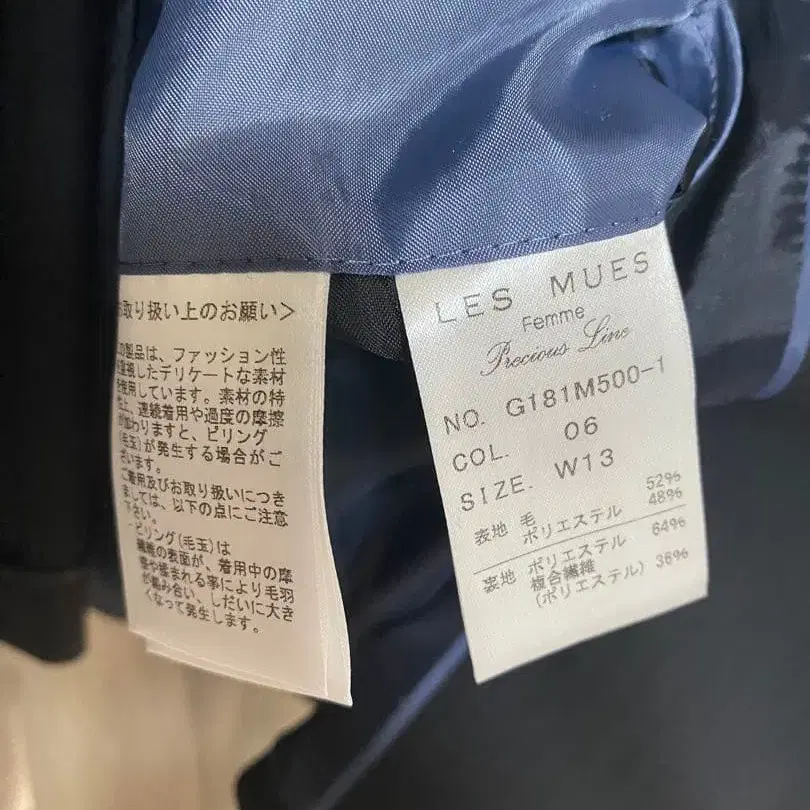 お取り扱い上のお願い>
の製品は、ファッション性
重視したデリケートな素材
を使用しています。素材の特
性上、連続着用や過度の摩擦
が加わりますと、ピリング
(毛玉)が発生する場合がご
ざいます。
ご着用及びお取り扱いにつき
ましては、以下の点にご注意
下さい。
・ピリング(毛玉)は
繊維の表面が、着用中の摩
擦や揉まれる事により毛羽
が絡み合い、しだいに大き
くなって発生します。
LES MUES
Femme
Precious Line
NO. G181M500-1
COL. 06
SIZE. W13
表地 毛 52%
ポリエステル 48%
裏地 ポリエステル 64%
複合繊維
(ポリエステル) 36%